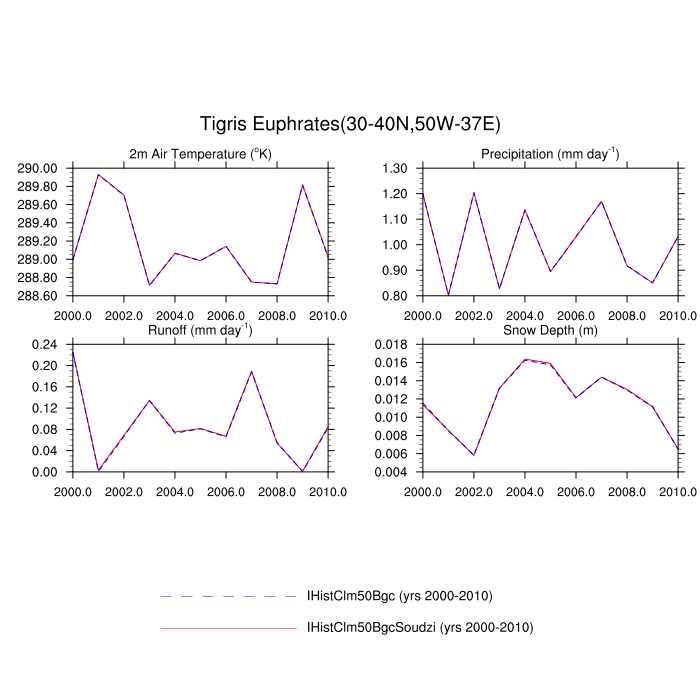 Tigris Euphrates(30-40N,50W-37E)
2m Air Temperature (°K)
290.00
289.80
289.60
289.40
289.20
289.00
288.80
288.60
2000.0 2002.0 2004.0 2006.0 2008.0 2010.0
Precipitation (mm day⁻¹)
1.30
1.20
1.10
1.00
0.90
0.80
2000.0 2002.0 2004.0 2006.0 2008.0 2010.0
Runoff (mm day⁻¹)
0.24
0.20
0.16
0.12
0.08
0.04
0.00
2000.0 2002.0 2004.0 2006.0 2008.0 2010.0
Snow Depth (m)
0.018
0.016
0.014
0.012
0.010
0.008
0.006
0.004
2000.0 2002.0 2004.0 2006.0 2008.0 2010.0
IHistClm50Bgc (yrs 2000-2010)
IHistClm50BgcSoudzi (yrs 2000-2010)